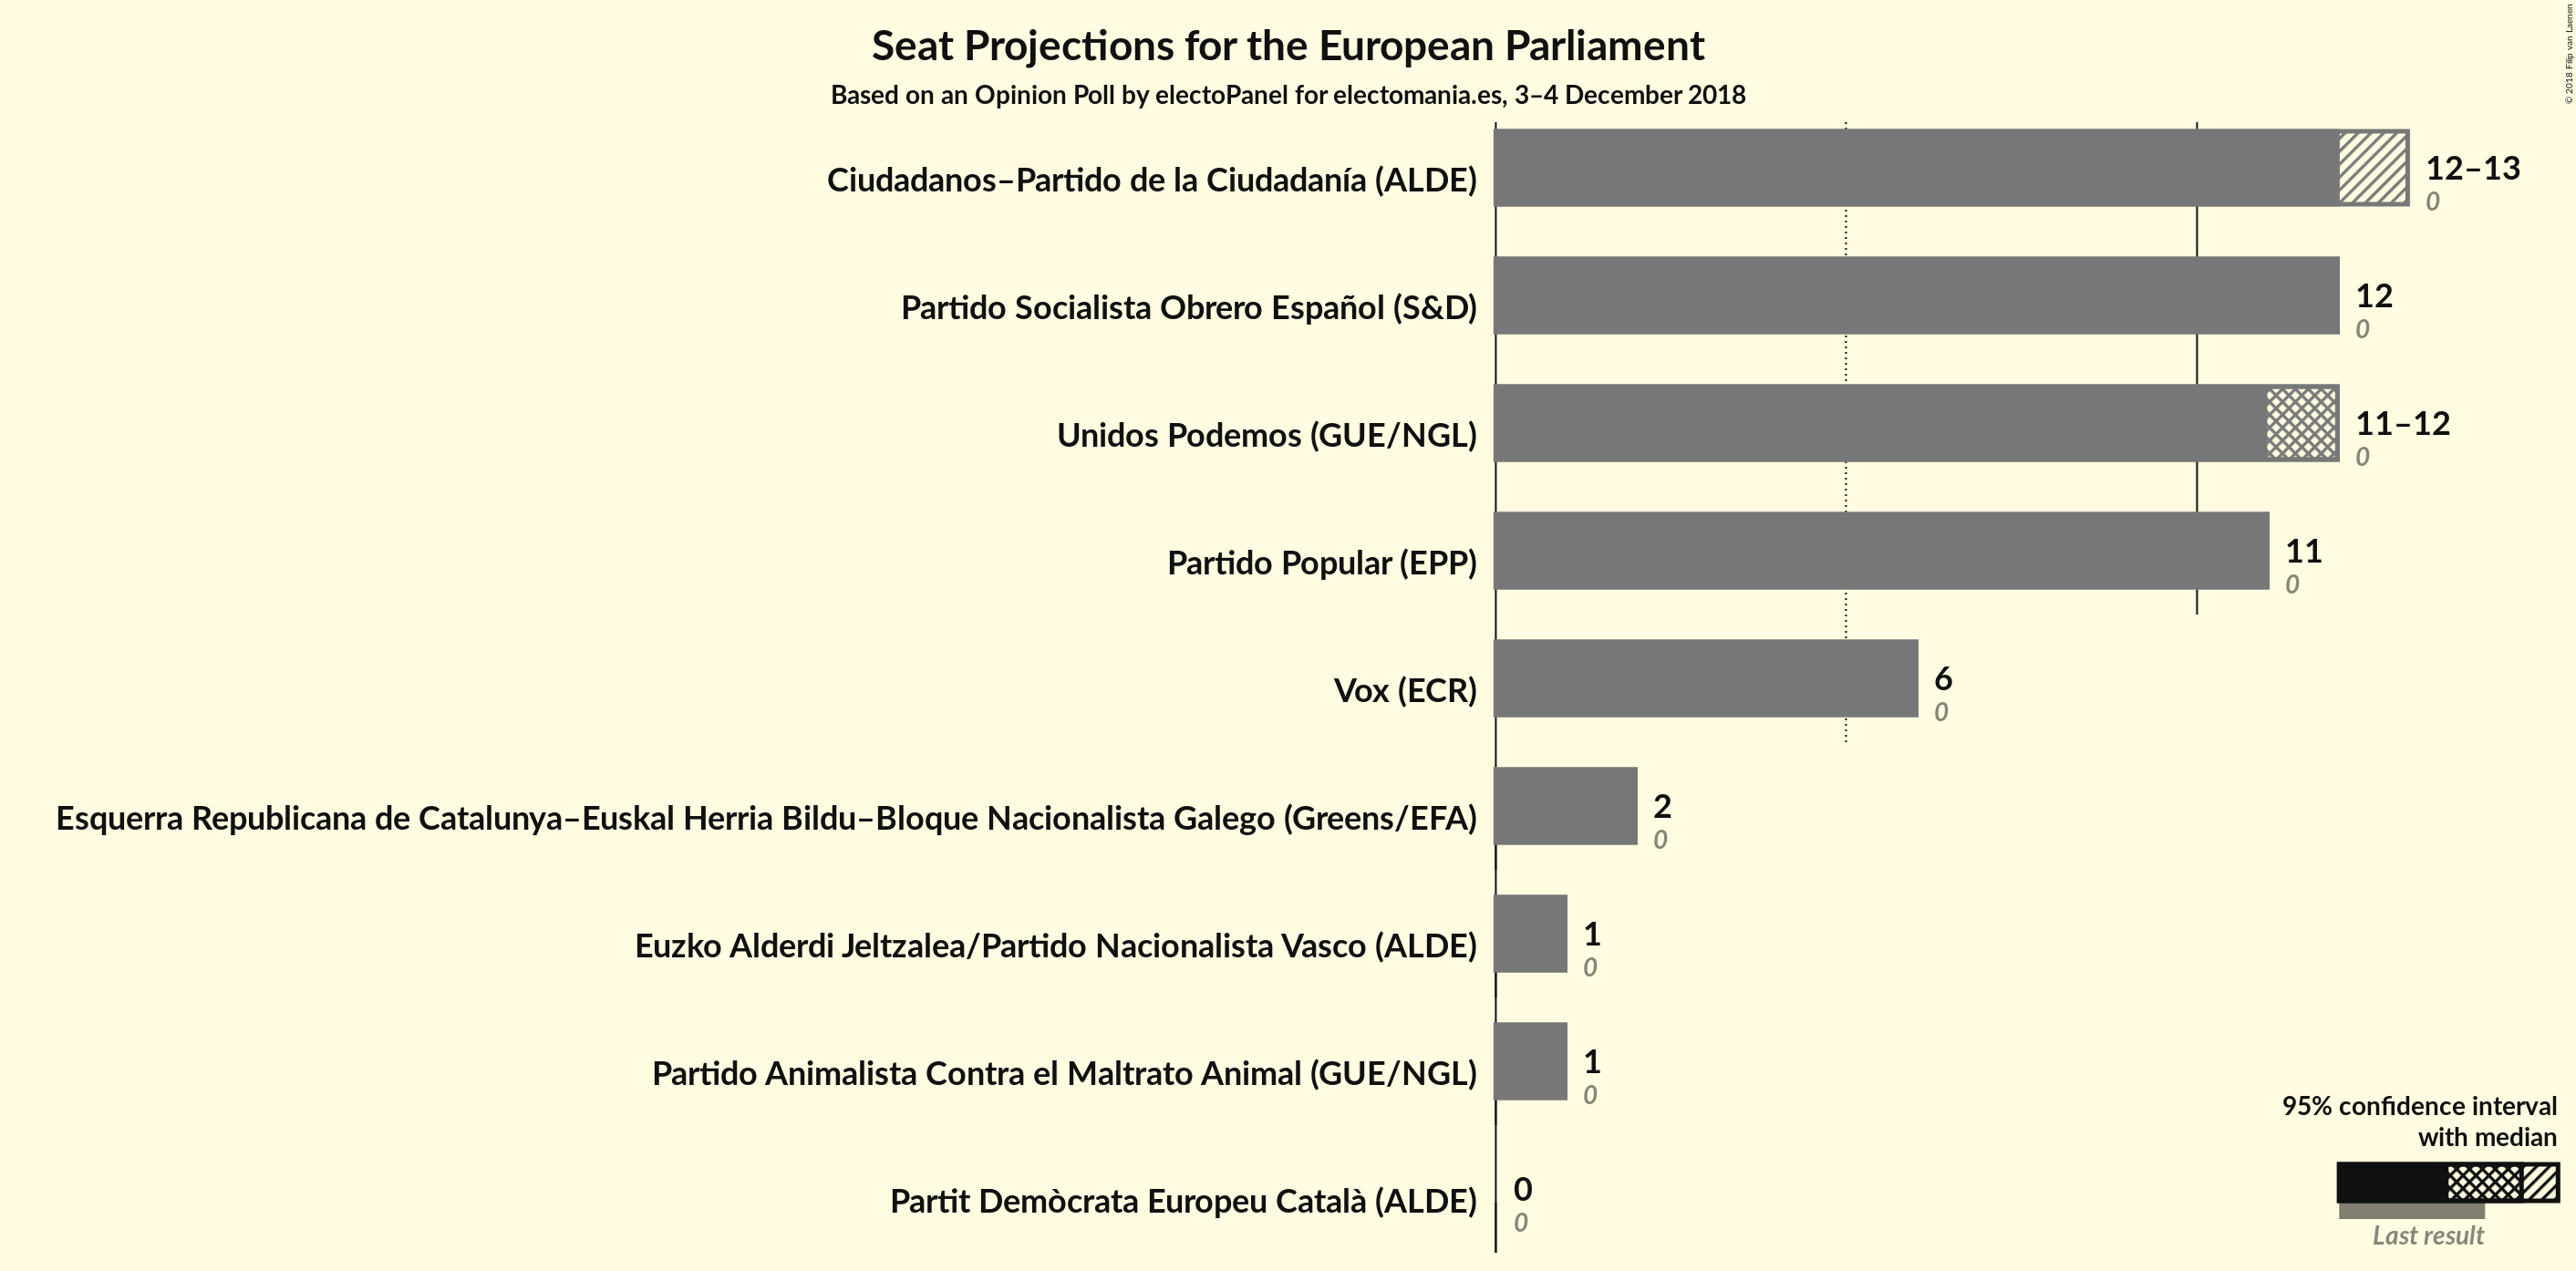 Seat Projections for the European Parliament
Based on an Opinion Poll by electoPanel for electomania.es, 3–4 December 2018
© 2018 Filip van Laenen
Ciudadanos–Partido de la Ciudadanía (ALDE)
12–13
0
Partido Socialista Obrero Español (S&D)
12
0
Unidos Podemos (GUE/NGL)
11–12
0
Partido Popular (EPP)
11
0
Vox (ECR)
6
0
Esquerra Republicana de Catalunya–Euskal Herria Bildu–Bloque Nacionalista Galego (Greens/EFA)
2
0
Euzko Alderdi Jeltzalea/Partido Nacionalista Vasco (ALDE)
1
0
Partido Animalista Contra el Maltrato Animal (GUE/NGL)
1
0
Partit Demòcrata Europeu Català (ALDE)
0
0
95% confidence interval
with median
Last result